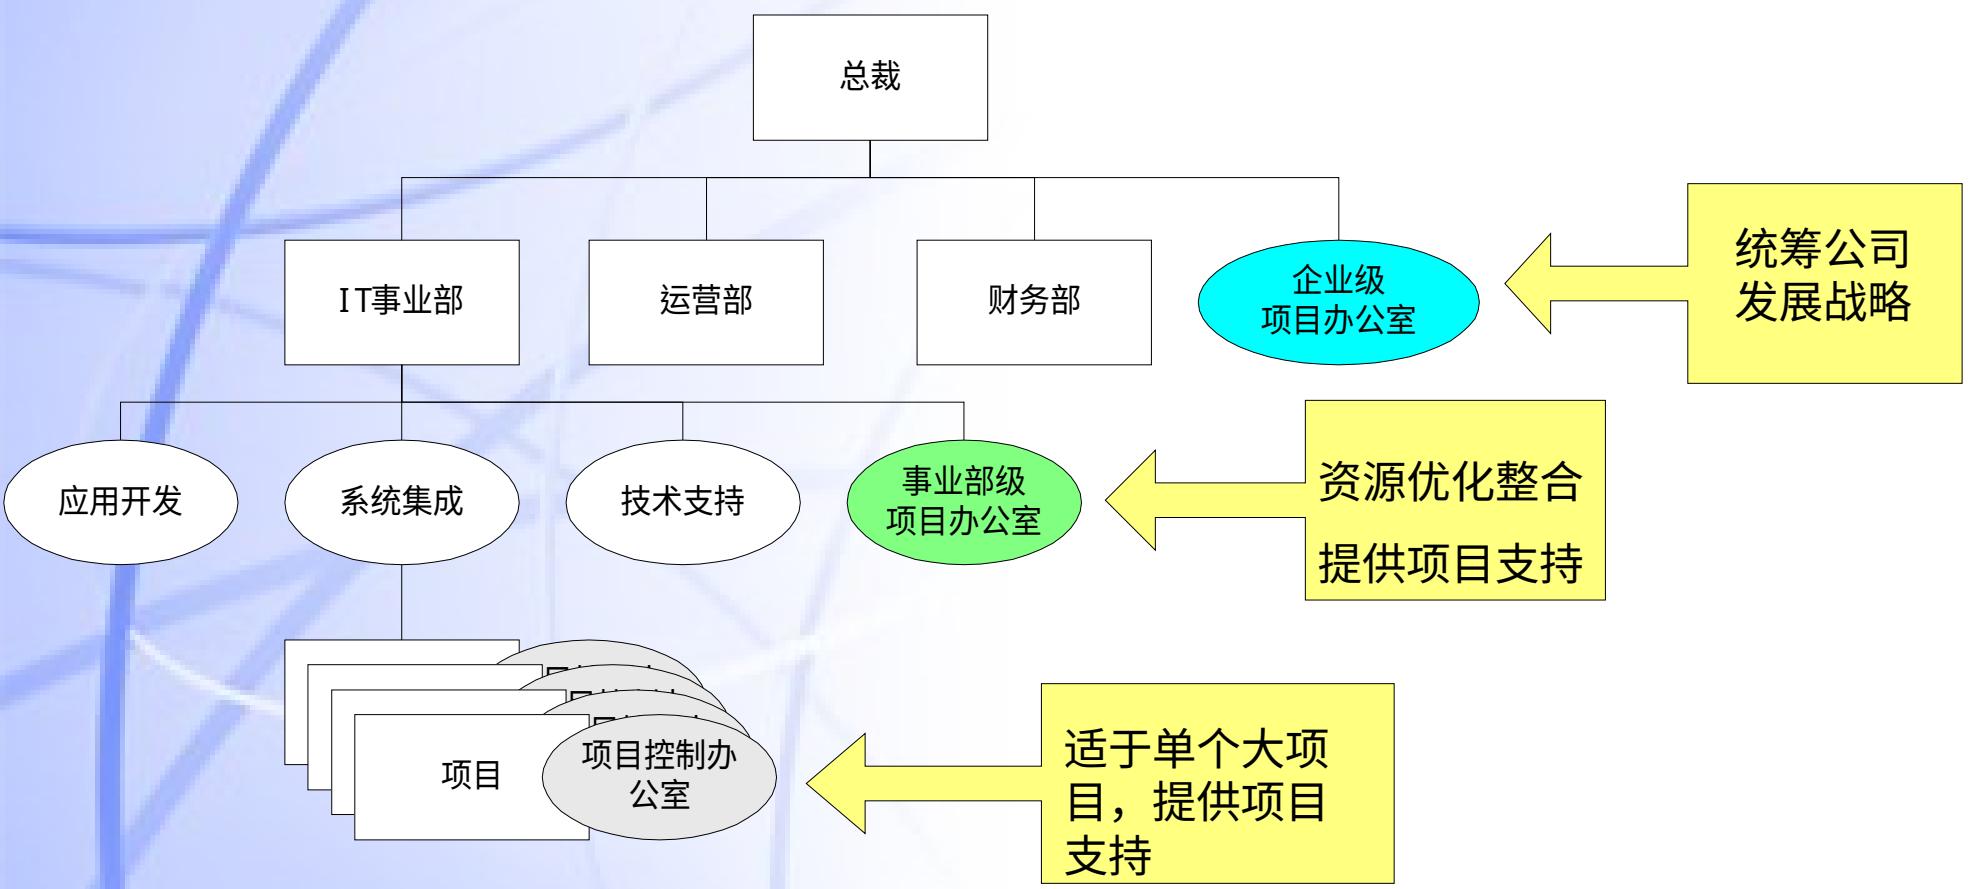 总裁
IT事业部
运营部
财务部
企业级
项目办公室
统筹公司
发展战略
应用开发
系统集成
技术支持
事业部级
项目办公室
资源优化整合
提供项目支持
项目
项目控制办
公室
适于单个大项
目，提供项目
支持